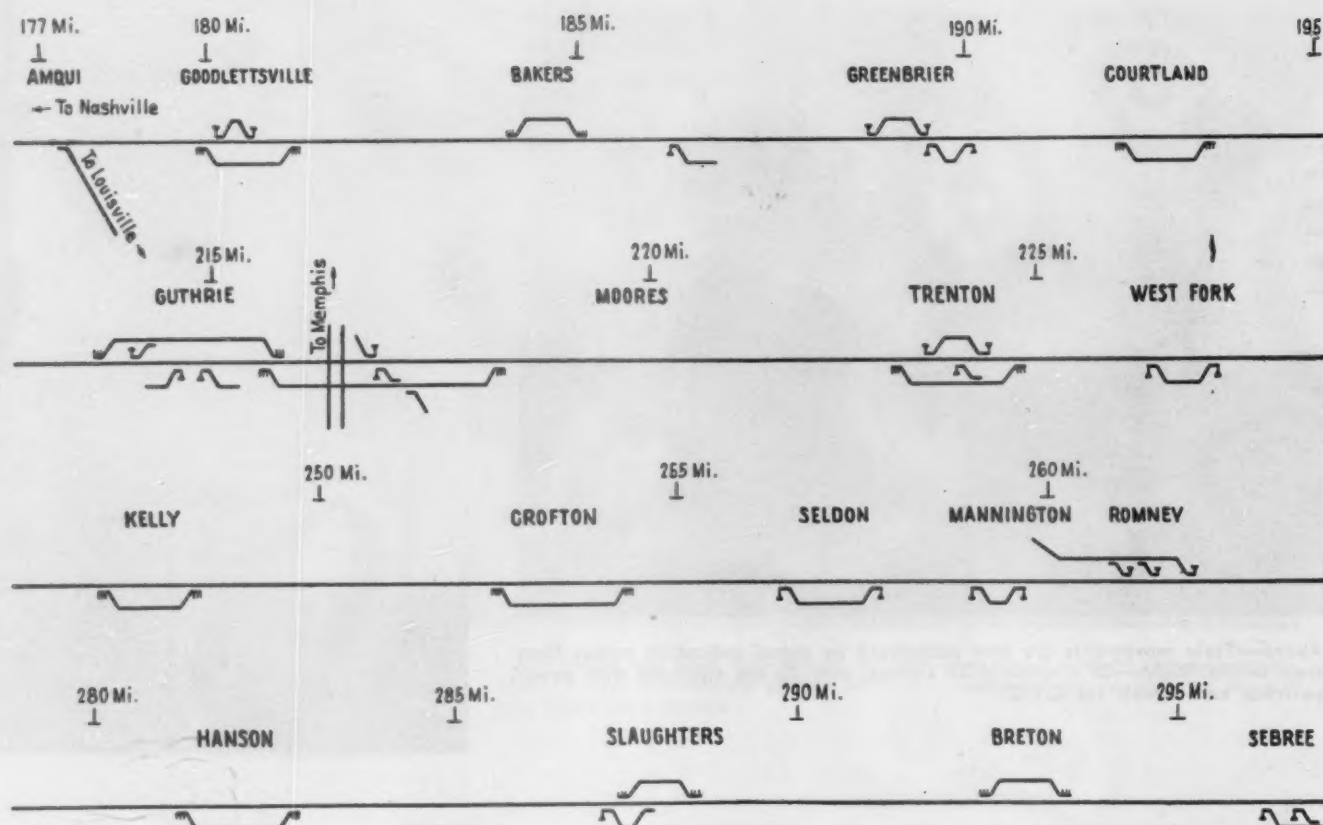 177 Mi. 180 Mi. 185 Mi. 190 Mi. 195
AMQUI GOODLETTSVILLE BAKERS GREENBRIER COURTLAND
← To Nashville
To Louisville →
215 Mi. 220 Mi. 225 Mi.
GUTHRIE To Memphis → MOORES TRENTON WEST FORK
250 Mi. 255 Mi. 260 Mi.
KELLY CROFTON SELDON MANNINGTON ROMNEY
280 Mi. 285 Mi. 290 Mi. 295 Mi.
HANSON SLAUGHTERS BRETON SEBREE